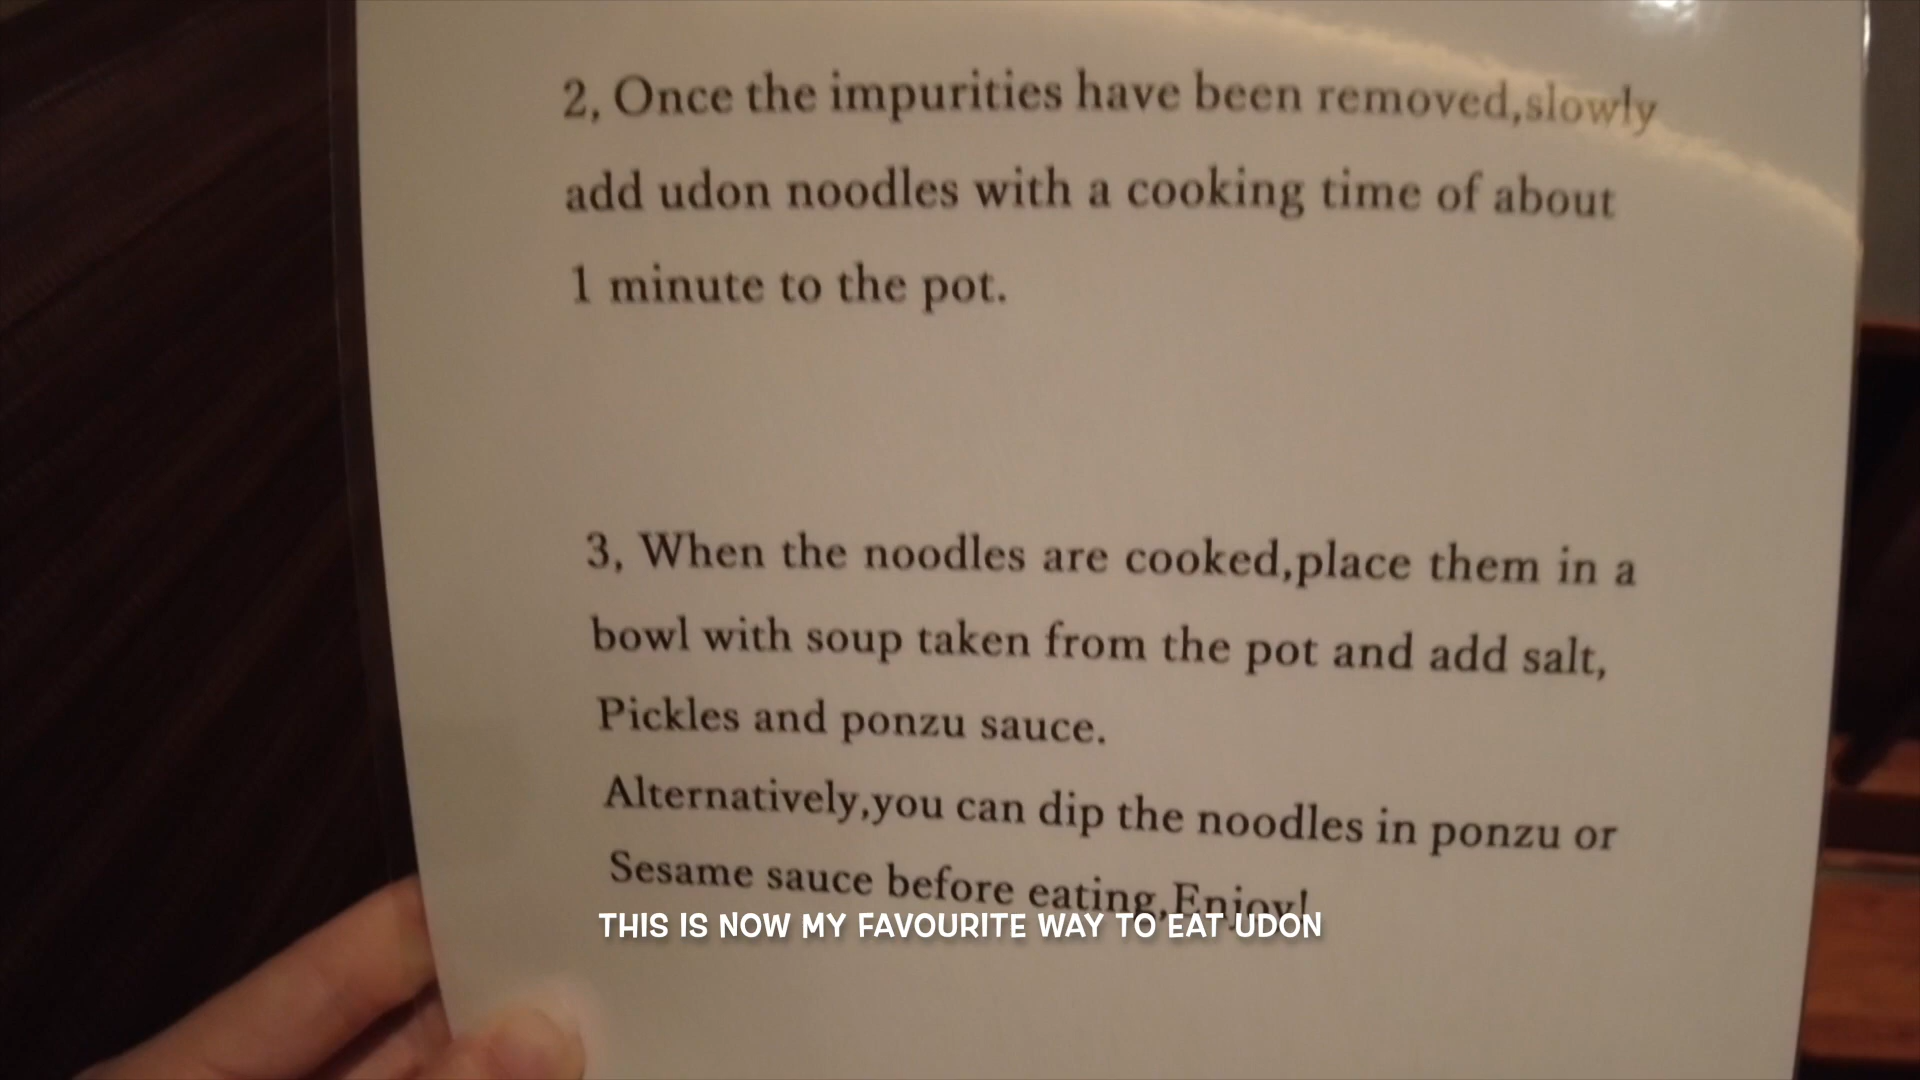 2, Once the impurities have been removed,slowly
add udon noodles with a cooking time of about
1 minute to the pot.
3, When the noodles are cooked,place them in a
bowl with soup taken from the pot and add salt,
Pickles and ponzu sauce.
Alternatively,you can dip the noodles in ponzu or
Sesame sauce before eating,Enjoy!
THIS IS NOW MY FAVOURITE WAY TO EAT UDON